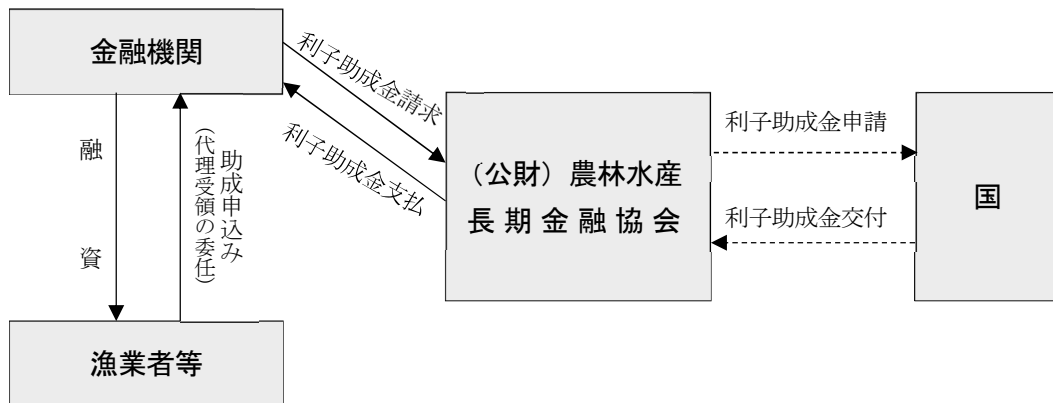 金融機関
利子助成金請求
利子助成金支払
融資
助成申込み
(代理受領の委任)
(公財)農林水産
長期金融協会
利子助成金申請
利子助成金交付
国
漁業者等